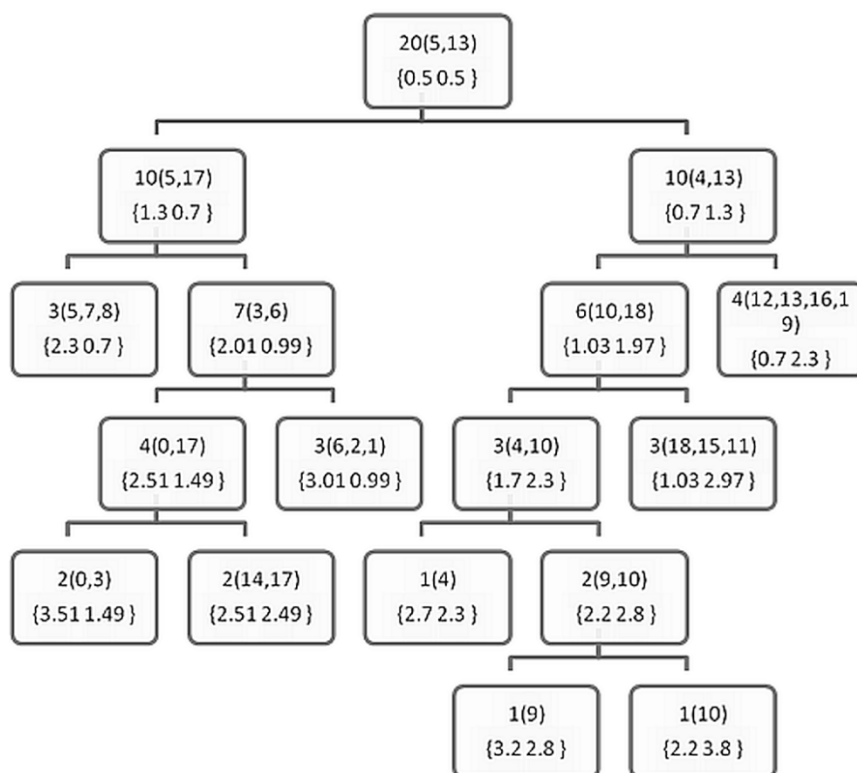 20(5,13)
{0.5 0.5 }
10(5,17)
{1.3 0.7 }
10(4,13)
{0.7 1.3 }
3(5,7,8)
{2.3 0.7 }
7(3,6)
{2.01 0.99 }
6(10,18)
{1.03 1.97 }
4(12,13,16,1
9)
{0.7 2.3 }
4(0,17)
{2.51 1.49 }
3(6,2,1)
{3.01 0.99 }
3(4,10)
{1.7 2.3 }
3(18,15,11)
{1.03 2.97 }
2(0,3)
{3.51 1.49 }
2(14,17)
{2.51 2.49 }
1(4)
{2.7 2.3 }
2(9,10)
{2.2 2.8 }
1(9)
{3.2 2.8 }
1(10)
{2.2 3.8 }